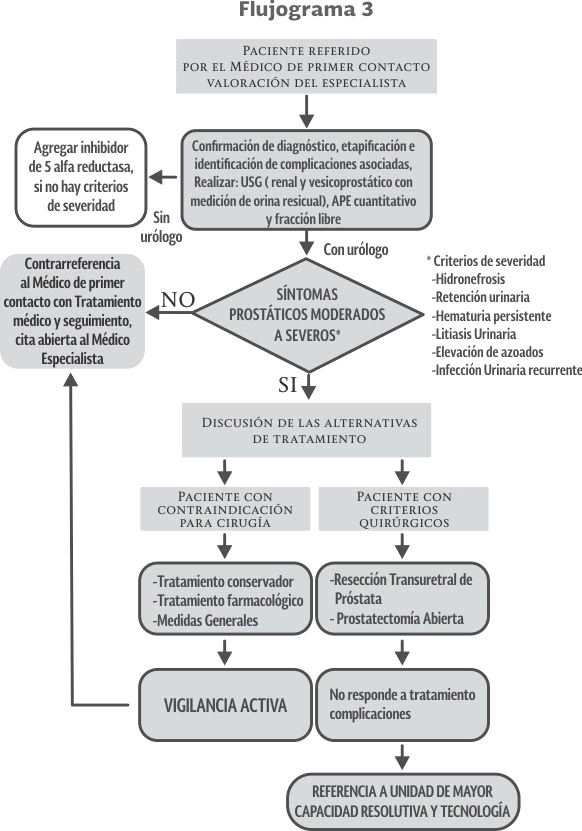 Flujograma 3
Paciente referido
por el Médico de primer contacto
valoración del especialista
Agregar inhibidor
de 5 alfa reductasa,
si no hay criterios
de severidad
Confirmación de diagnóstico, etapificación e
identificación de complicaciones asociadas,
Realizar: USG ( renal y vesicoprostático con
medición de orina resicual), APE cuantitativo
y fracción libre
Sin
urólogo
Con urólogo
Contrarreferencia
al Médico de primer
contacto con Tratamiento
médico y seguimiento,
cita abierta al Médico
Especialista
NO
SÍNTOMAS
PROSTÁTICOS MODERADOS
A SEVEROS*
* Criterios de severidad
-Hidronefrosis
-Retención urinaria
-Hematuria persistente
-Litiasis Urinaria
-Elevación de azoados
-Infección Urinaria recurrente
SI
Discusión de las alternativas
de tratamiento
Paciente con
contraindicación
para cirugía
Paciente con
criterios
quirúrgicos
-Tratamiento conservador
-Tratamiento farmacológico
-Medidas Generales
-Resección Transuretral de
Próstata
- Prostatectomía Abierta
VIGILANCIA ACTIVA
No responde a tratamiento
complicaciones
REFERENCIA A UNIDAD DE MAYOR
CAPACIDAD RESOLUTIVA Y TECNOLOGÍA